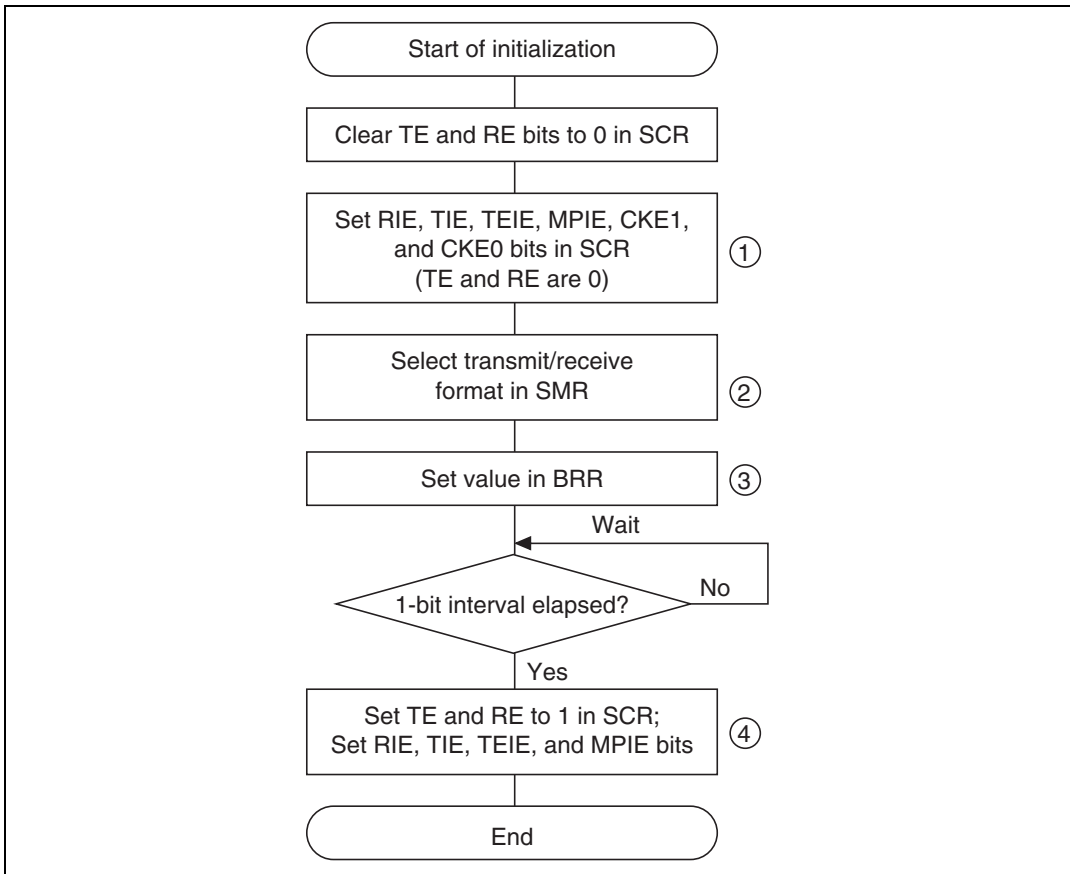 Start of initialization
Clear TE and RE bits to 0 in SCR
Set RIE, TIE, TEIE, MPIE, CKE1,
and CKE0 bits in SCR
(TE and RE are 0)
①
Select transmit/receive
format in SMR
②
Set value in BRR
③
Wait
1-bit interval elapsed?
No
Yes
Set TE and RE to 1 in SCR;
Set RIE, TIE, TEIE, and MPIE bits
④
End